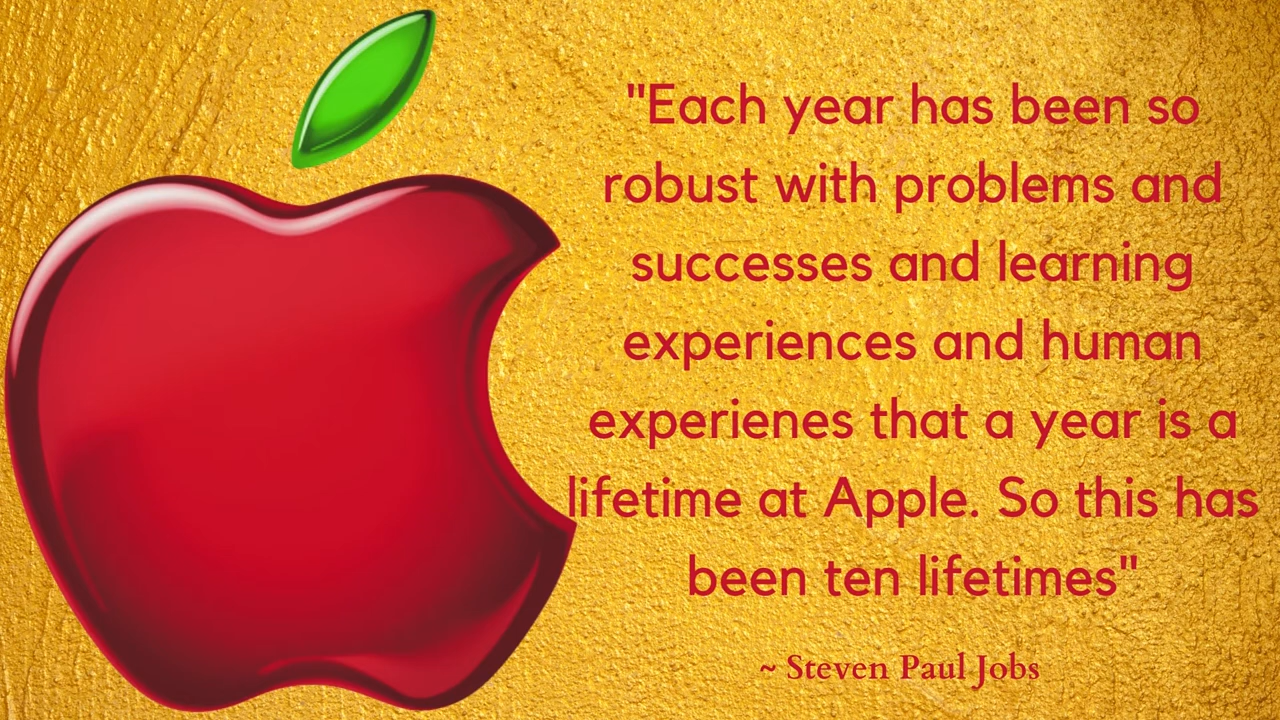 "Each year has been so
robust with problems and
successes and learning
experiences and human
experienes that a year is a
lifetime at Apple. So this has
been ten lifetimes"
~ Steven Paul Jobs